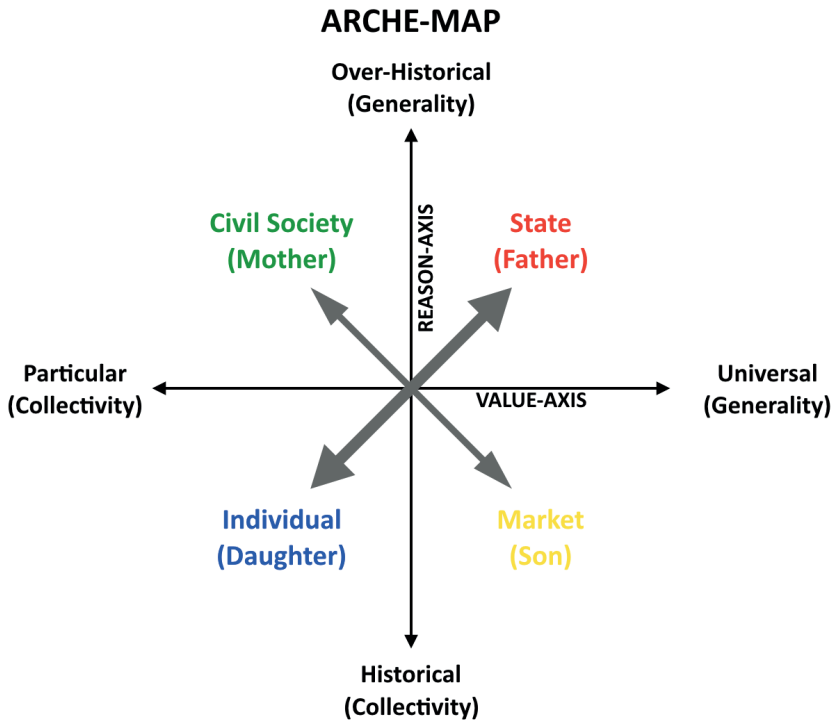 ARCHE-MAP
Over-Historical
(Generality)
REASON-AXIS
Civil Society
(Mother)
State
(Father)
Particular
(Collectivity)
VALUE-AXIS
Universal
(Generality)
Individual
(Daughter)
Market
(Son)
Historical
(Collectivity)